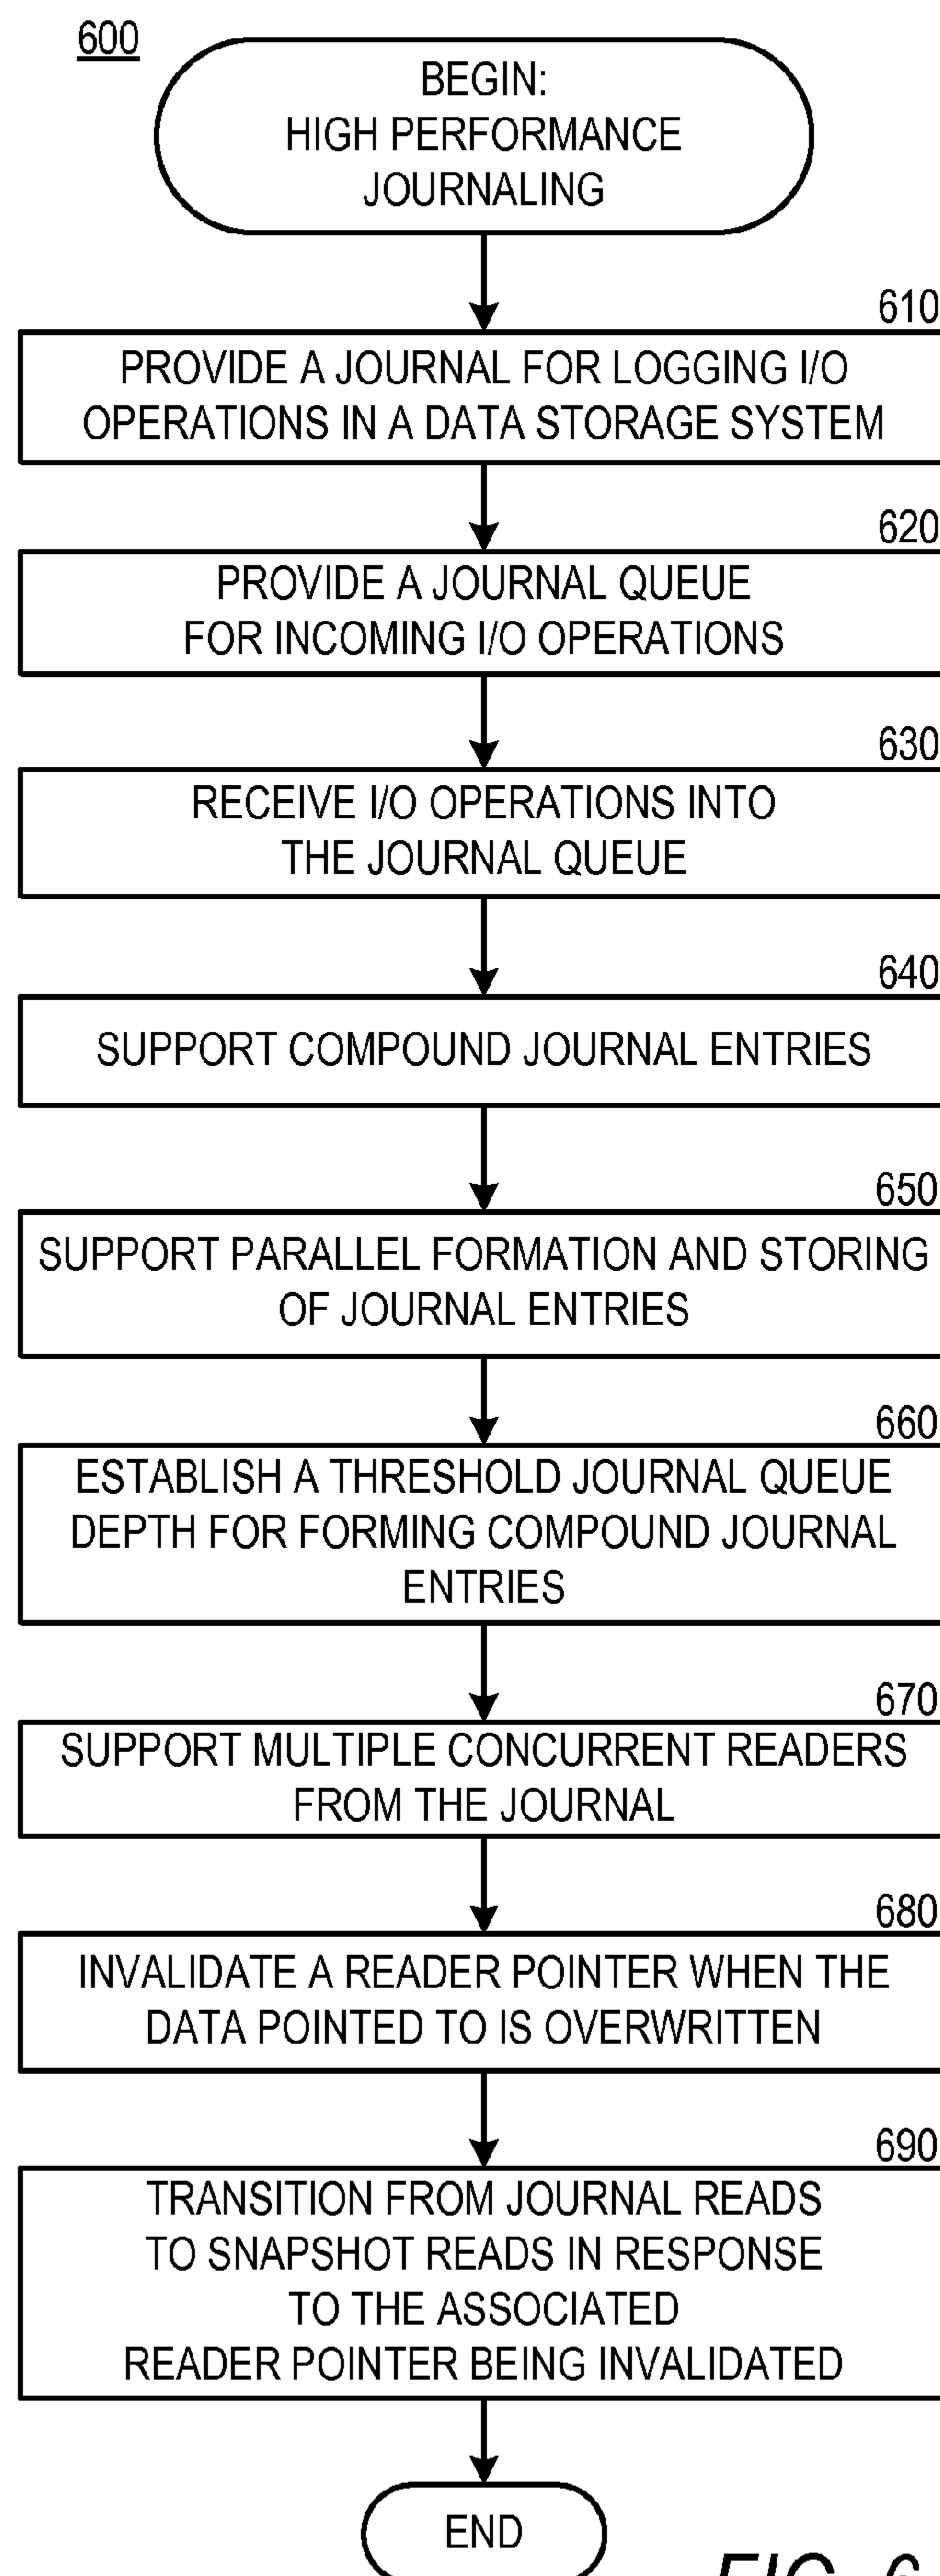 600
BEGIN:
HIGH PERFORMANCE
JOURNALING
610
PROVIDE A JOURNAL FOR LOGGING I/O
OPERATIONS IN A DATA STORAGE SYSTEM
620
PROVIDE A JOURNAL QUEUE
FOR INCOMING I/O OPERATIONS
630
RECEIVE I/O OPERATIONS INTO
THE JOURNAL QUEUE
640
SUPPORT COMPOUND JOURNAL ENTRIES
650
SUPPORT PARALLEL FORMATION AND STORING
OF JOURNAL ENTRIES
660
ESTABLISH A THRESHOLD JOURNAL QUEUE
DEPTH FOR FORMING COMPOUND JOURNAL
ENTRIES
670
SUPPORT MULTIPLE CONCURRENT READERS
FROM THE JOURNAL
680
INVALIDATE A READER POINTER WHEN THE
DATA POINTED TO IS OVERWRITTEN
690
TRANSITION FROM JOURNAL READS
TO SNAPSHOT READS IN RESPONSE
TO THE ASSOCIATED
READER POINTER BEING INVALIDATED
END
FIG. 6